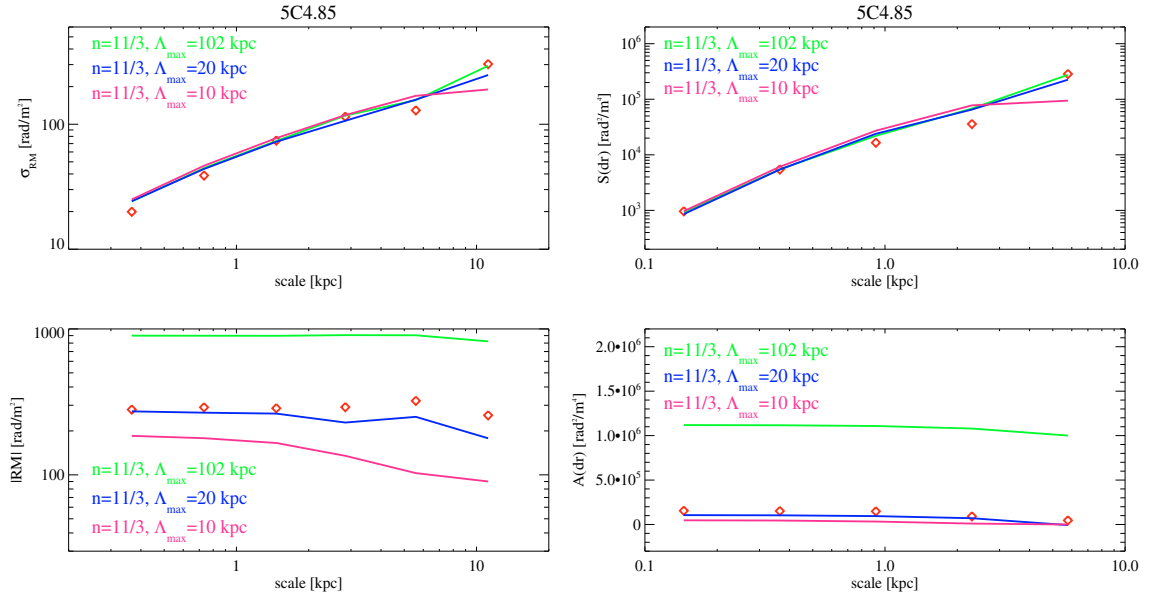 5C4.85
n=11/3, Λmax=102 kpc
n=11/3, Λmax=20 kpc
n=11/3, Λmax=10 kpc
σRM [rad/m²]
100
10
1
10
scale [kpc]
5C4.85
n=11/3, Λmax=102 kpc
n=11/3, Λmax=20 kpc
n=11/3, Λmax=10 kpc
S(dr) [rad²/m⁴]
10⁶
10⁵
10⁴
10³
0.1
1.0
10.0
scale [kpc]
|RM| [rad/m²]
1000
100
n=11/3, Λmax=102 kpc
n=11/3, Λmax=20 kpc
n=11/3, Λmax=10 kpc
1
10
scale [kpc]
A(dr) [rad²/m⁴]
2.0•10⁶
1.5•10⁶
1.0•10⁶
5.0•10⁵
0
n=11/3, Λmax=102 kpc
n=11/3, Λmax=20 kpc
n=11/3, Λmax=10 kpc
0.1
1.0
10.0
scale [kpc]